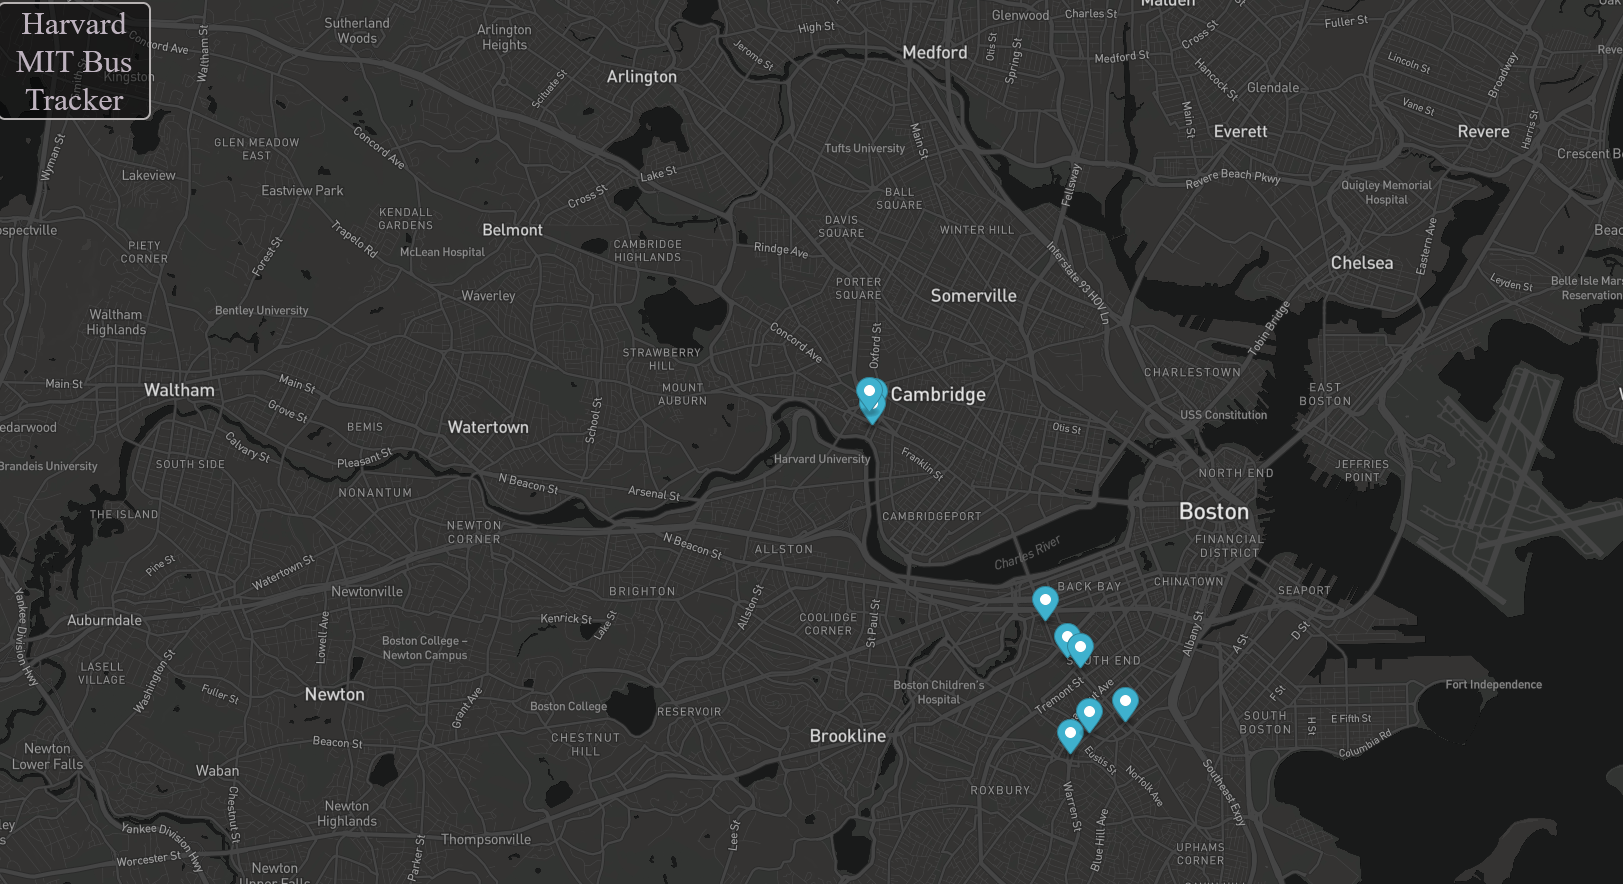 Harvard
MIT Bus
Tracker
Concord Ave
Kingston
Waltham St
Sutherland
Woods
Arlington
Heights
High St
Glenwood
Charles St
Malden
Fuller St
Jerome St
Medford
Otis St
Spring St
Medford St
Cross St
Lincoln St
Broadway
Arlington
Scituate St
Hancock St
Glendale
Vane St
Main St
Everett
Revere
Harris St
Main St
Wyman St
GLEN MEADOW
EAST
Concord Ave
Tufts University
Lakeview
Eastview Park
Lake St
Cross St
Fellsway
Revere Beach Pkwy
Quigley Memorial
Hospital
BALL
SQUARE
KENDALL
GARDENS
DAVIS
SQUARE
Belmont
WINTER HILL
Trapelo Rd
McLean Hospital
CAMBRIDGE
HIGHLANDS
Rindge Ave
PIETY
CORNER
Forest St
Eastern Ave
Chelsea
Interstate 93 HOV Ln
PORTER
SQUARE
Somerville
Waverley
Leyden St
Belle Isle
Bentley University
Waltham
Highlands
Tobin Bridge
Concord Ave
Oxford St
STRAWBERRY
HILL
CHARLESTOWN
Main St
Waltham
Main St
MOUNT
AUBURN
Cambridge
EAST
BOSTON
Grove St
School St
USS Constitution
BEMIS
Watertown
Otis St
Calvary St
Pleasant St
Harvard University
Franklin St
Brandeis University
SOUTH SIDE
NORTH END
JEFFRIES
POINT
NONANTUM
N Beacon St
Arsenal St
THE ISLAND
CAMBRIDGEPORT
Boston
NEWTON
CORNER
FINANCIAL
DISTRICT
N Beacon St
ALLSTON
Charles River
Pine St
Watertown St
Newtonville
BRIGHTON
BACK BAY
CHINATOWN
SEAPORT
Yankee Division Hwy
Auburndale
Lowell Ave
Kenrick St
Lake St
Allston St
COOLIDGE
CORNER
St Paul St
Albany St
A St
D St
Boston College –
Newton Campus
LASELL
VILLAGE
Washington St
SOUTH END
Fuller St
Newton
Grant Ave
Boston College
RESERVOIR
Boston Children's
Hospital
Tremont St
F St
Fort Independence
SOUTH
BOSTON
H St
E Fifth St
Columbia Rd
Newton
Lower Falls
Beacon St
CHESTNUT
HILL
Brookline
Eustis St
Norfolk Ave
Southeast Expy
Waban
Chestnut St
ROXBURY
Warren St
Blue Hill Ave
Newton
Highlands
Yankee Division Hwy
Thompsonville
Parker St
Lee St
Worcester St
UPHAMS
CORNER
Newton
Upper Falls